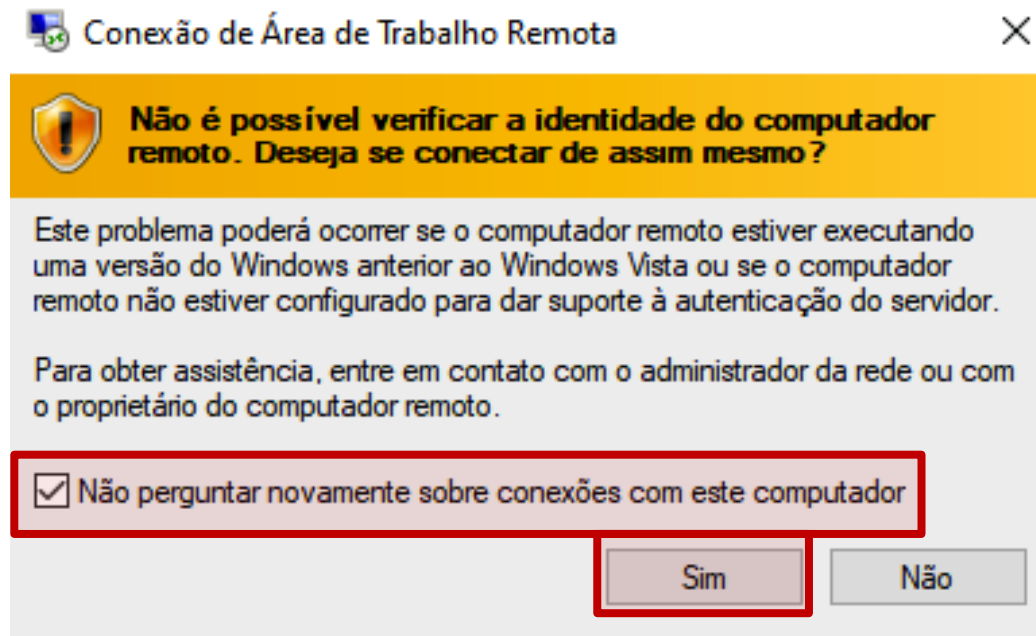 Conexão de Área de Trabalho Remota
Não é possível verificar a identidade do computador
remoto. Deseja se conectar de assim mesmo?
Este problema poderá ocorrer se o computador remoto estiver executando
uma versão do Windows anterior ao Windows Vista ou se o computador
remoto não estiver configurado para dar suporte à autenticação do servidor.
Para obter assistência, entre em contato com o administrador da rede ou com
o proprietário do computador remoto.
Não perguntar novamente sobre conexões com este computador
Sim
Não